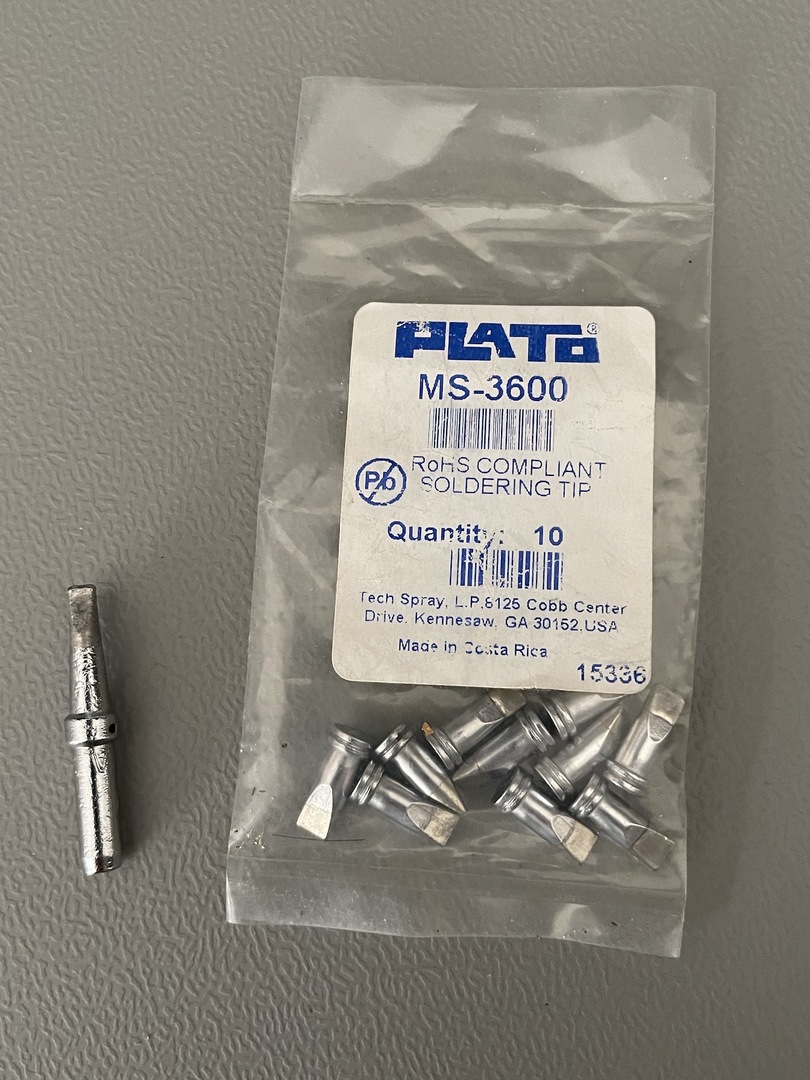 PLATO®
MS-3600
Pb
RoHS COMPLIANT
SOLDERING TIP
Quantity: 10
Tech Spray, L.P.8125 Cobb Center
Drive, Kennesaw, GA 30152,USA
Made in Costa Rica
15336